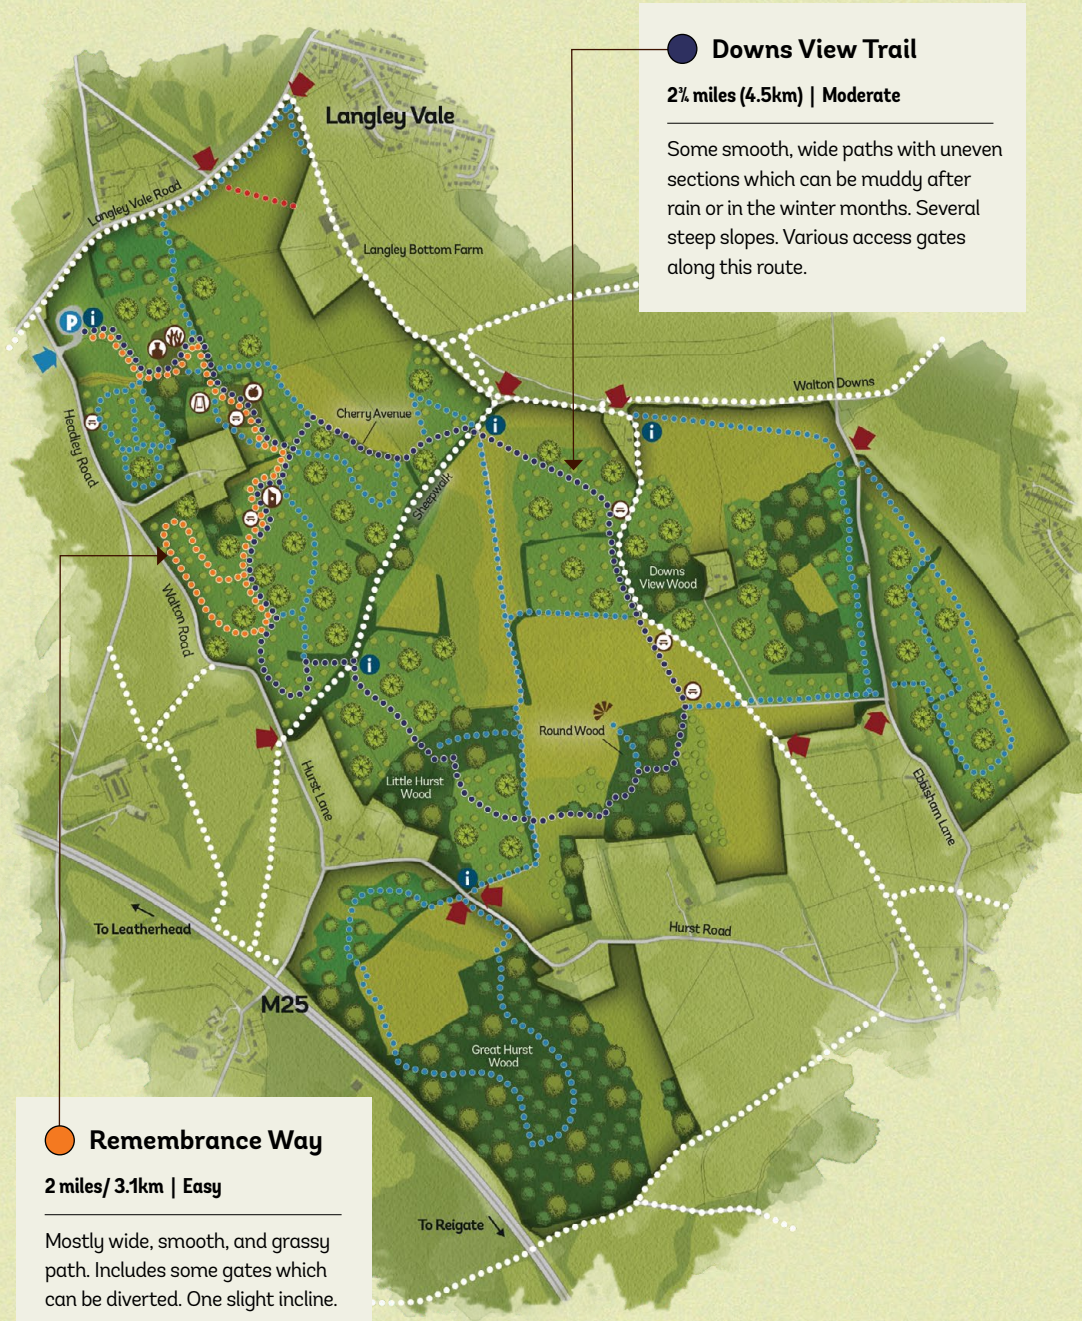 Downs View Trail
2¾ miles (4.5km) | Moderate
Some smooth, wide paths with uneven
sections which can be muddy after
rain or in the winter months. Several
steep slopes. Various access gates
along this route.
Langley Vale
Langley Vale Road
Langley Bottom Farm
P
i
Walton Downs
Cherry Avenue
i
i
Headley Road
Sheepwalk
Downs
View Wood
Walton Road
i
Round Wood
Hurst Lane
Little Hurst
Wood
Ebbisham Lane
i
To Leatherhead
Hurst Road
M25
Great Hurst
Wood
Remembrance Way
2 miles/ 3.1km | Easy
Mostly wide, smooth, and grassy
path. Includes some gates which
can be diverted. One slight incline.
To Reigate